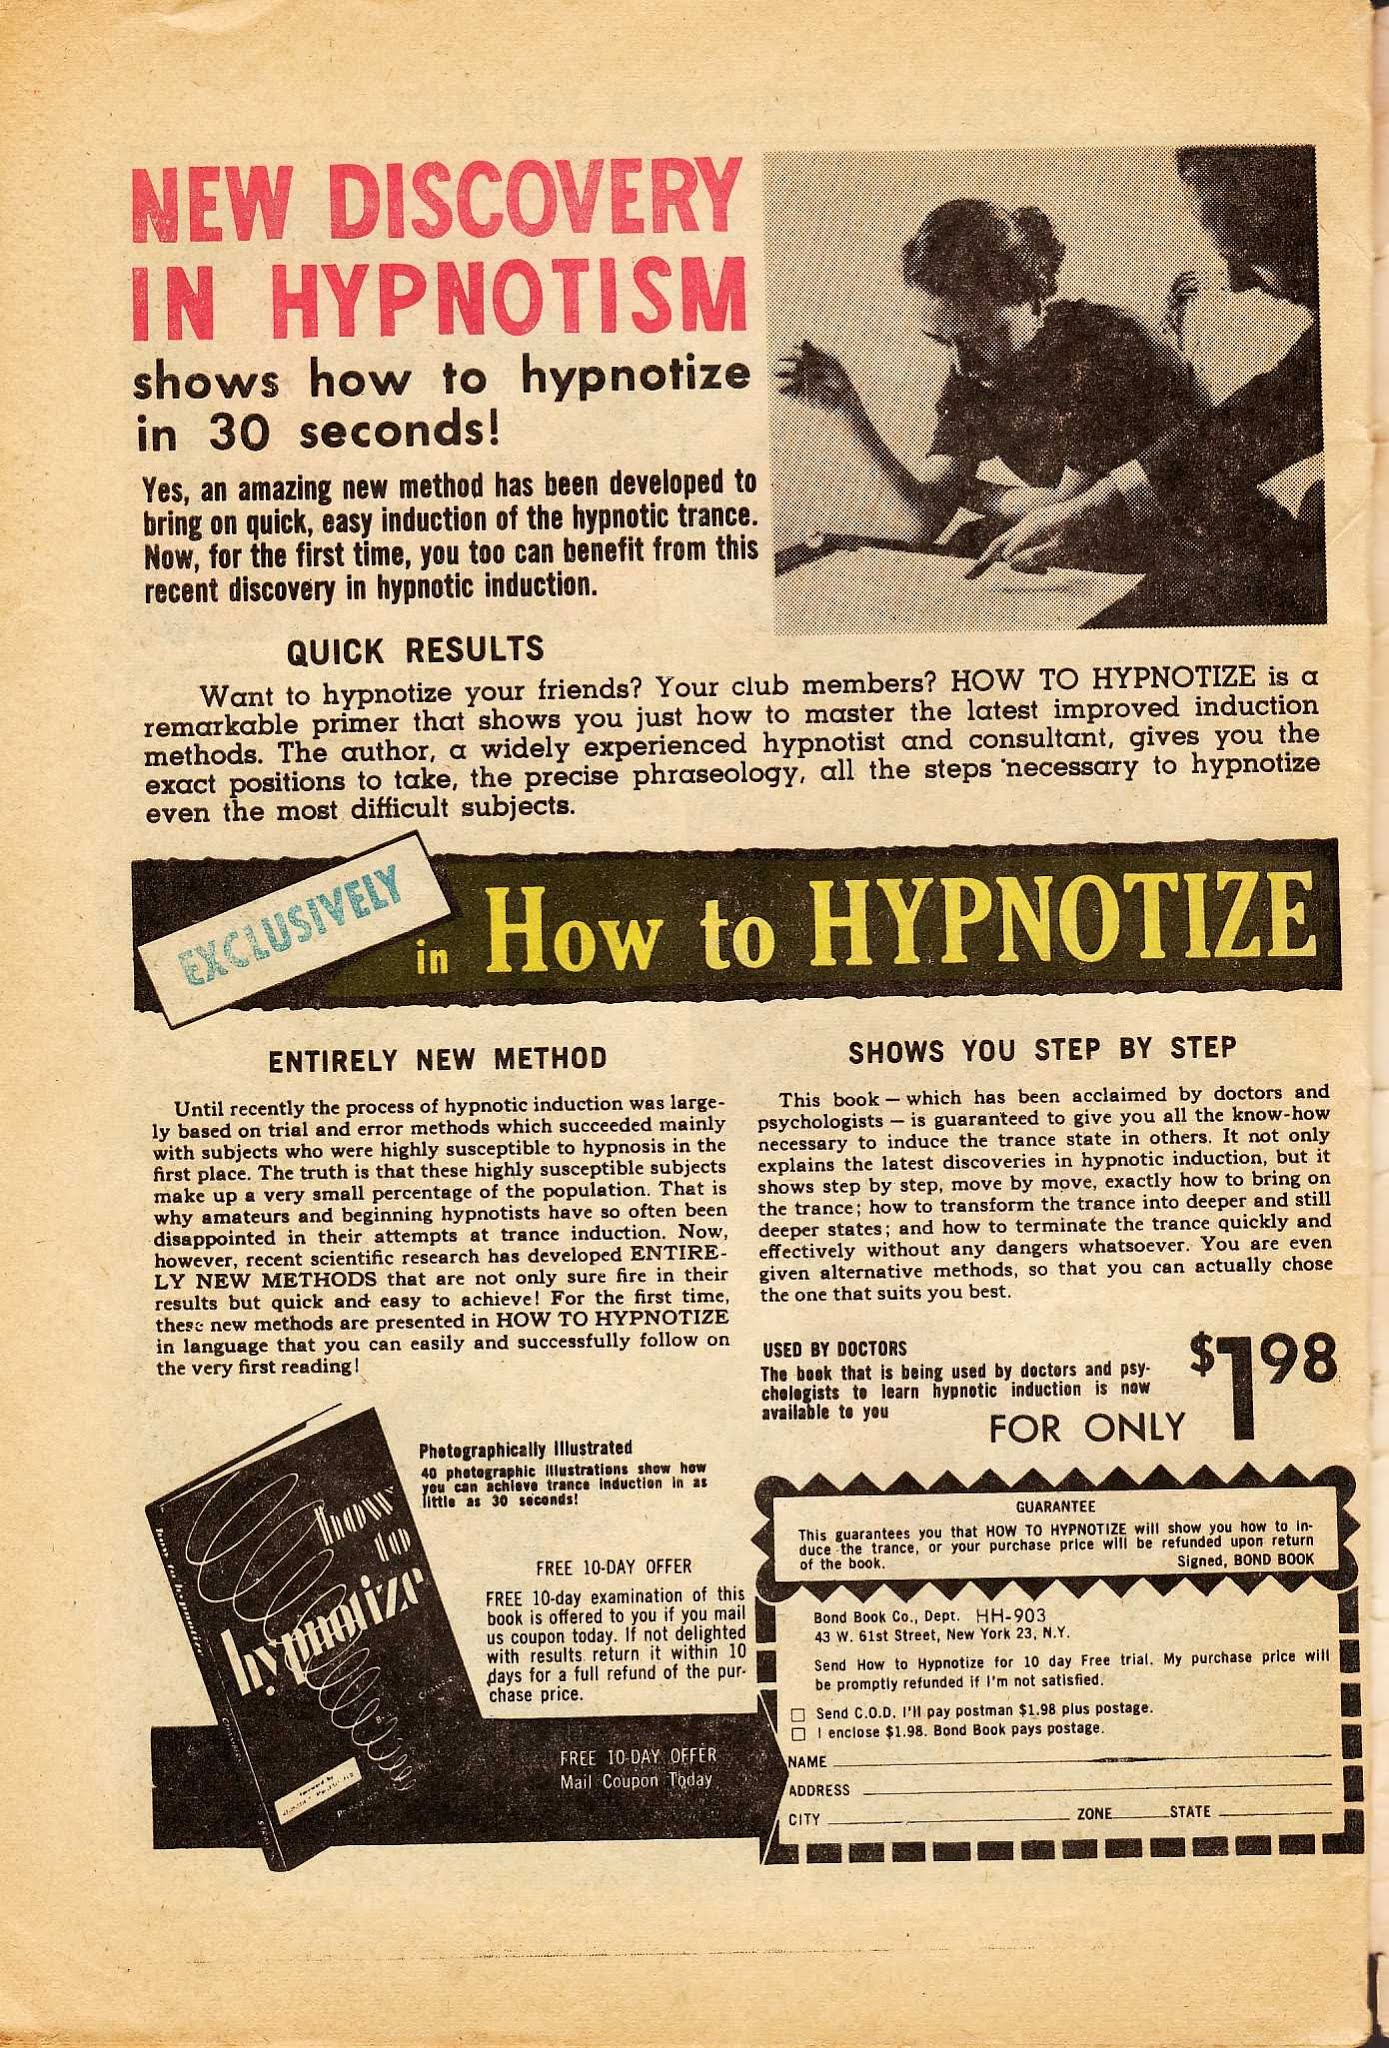 NEW DISCOVERY
IN HYPNOTISM
shows how to hypnotize
in 30 seconds!
Yes, an amazing new method has been developed to
bring on quick, easy induction of the hypnotic trance.
Now, for the first time, you too can benefit from this
recent discovery in hypnotic induction.
QUICK RESULTS
Want to hypnotize your friends? Your club members? HOW TO HYPNOTIZE is a
remarkable primer that shows you just how to master the latest improved induction
methods. The author, a widely experienced hypnotist and consultant, gives you the
exact positions to take, the precise phraseology, all the steps necessary to hypnotize
even the most difficult subjects.
EXCLUSIVELY
in How to HYPNOTIZE
ENTIRELY NEW METHOD
Until recently the process of hypnotic induction was large-
ly based on trial and error methods which succeeded mainly
with subjects who were highly susceptible to hypnosis in the
first place. The truth is that these highly susceptible subjects
make up a very small percentage of the population. That is
why amateurs and beginning hypnotists have so often been
disappointed in their attempts at trance induction. Now,
however, recent scientific research has developed ENTIRE-
LY NEW METHODS that are not only sure fire in their
results but quick and easy to achieve! For the first time,
these new methods are presented in HOW TO HYPNOTIZE
in language that you can easily and successfully follow on
the very first reading!
SHOWS YOU STEP BY STEP
This book — which has been acclaimed by doctors and
psychologists — is guaranteed to give you all the know-how
necessary to induce the trance state in others. It not only
explains the latest discoveries in hypnotic induction, but it
shows step by step, move by move, exactly how to bring on
the trance; how to transform the trance into deeper and still
deeper states; and how to terminate the trance quickly and
effectively without any dangers whatsoever. You are even
given alternative methods, so that you can actually chose
the one that suits you best.
USED BY DOCTORS
The book that is being used by doctors and psy-
chologists to learn hypnotic induction is now
available to you
FOR ONLY $1 98
how
to
hypnotize
How to hypnotize
Photographically Illustrated
40 photographic illustrations show how
you can achieve trance induction in as
little as 30 seconds!
FREE 10-DAY OFFER
FREE 10-day examination of this
book is offered to you if you mail
us coupon today. If not delighted
with results return it within 10
days for a full refund of the pur-
chase price.
FREE 10-DAY OFFER
Mail Coupon Today
GUARANTEE
This guarantees you that HOW TO HYPNOTIZE will show you how to in-
duce the trance, or your purchase price will be refunded upon return
of the book. Signed, BOND BOOK
Bond Book Co., Dept. HH-903
43 W. 61st Street, New York 23, N.Y.
Send How to Hypnotize for 10 day Free trial. My purchase price will
be promptly refunded if I'm not satisfied.
Send C.O.D. I'll pay postman $1.98 plus postage.
I enclose $1.98. Bond Book pays postage.
NAME
ADDRESS
CITY ZONE STATE